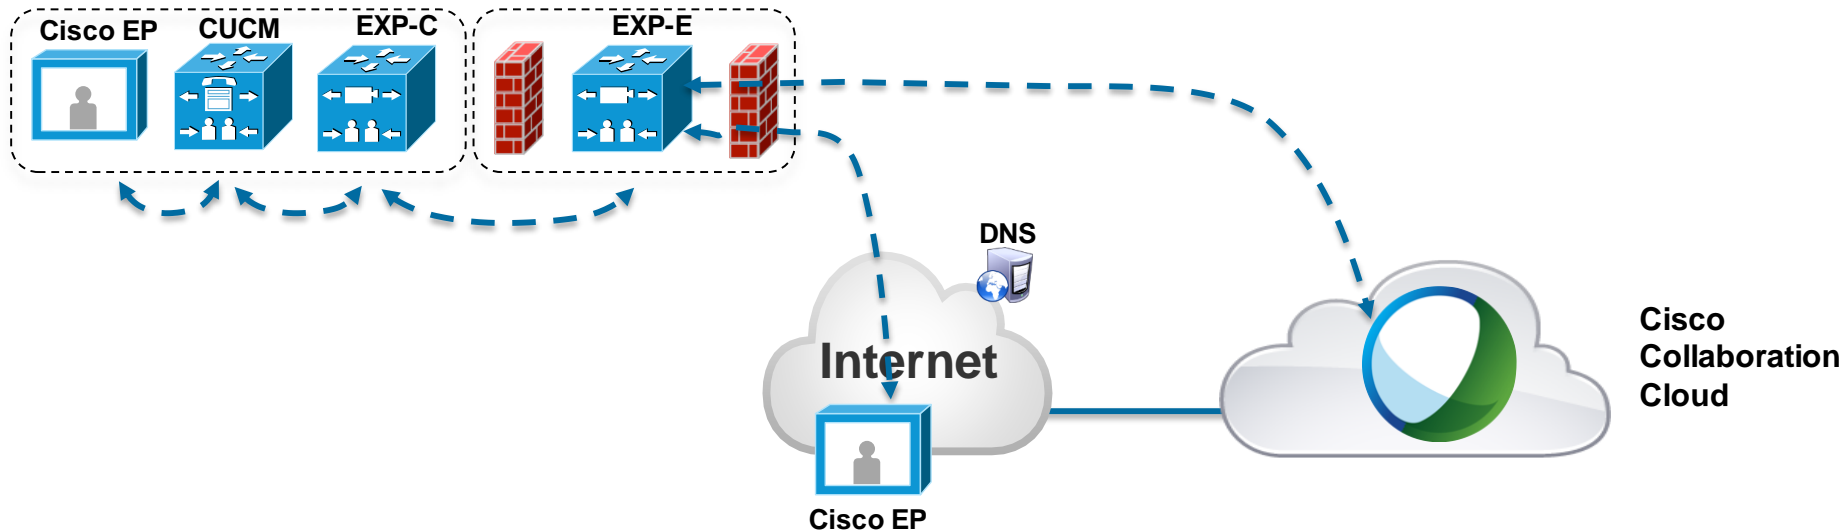 Cisco EP
CUCM
EXP-C
EXP-E
DNS
Internet
Cisco
Collaboration
Cloud
Cisco EP